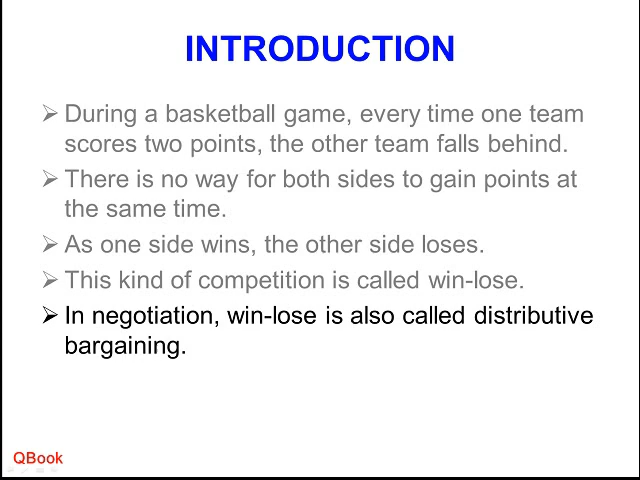 INTRODUCTION
During a basketball game, every time one team
scores two points, the other team falls behind.
There is no way for both sides to gain points at
the same time.
As one side wins, the other side loses.
This kind of competition is called win-lose.
In negotiation, win-lose is also called distributive
bargaining.
QBook